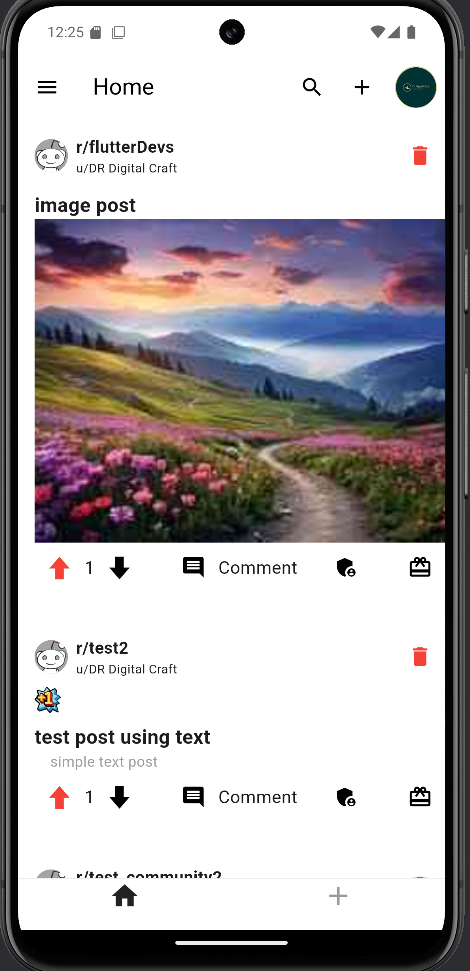 12:25
Home
r/flutterDevs
u/DR Digital Craft
image post
1
Comment
r/test2
u/DR Digital Craft
+1
test post using text
simple text post
1
Comment
r/test_community2